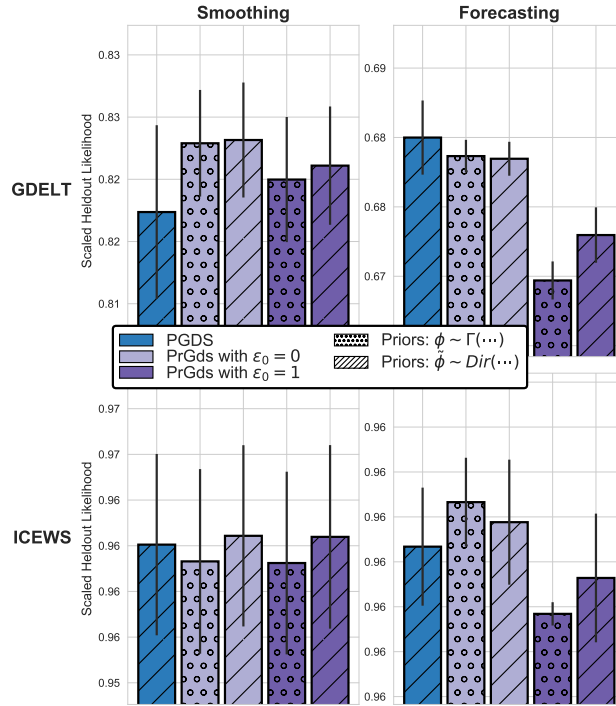 Smoothing
Forecasting
GDELT
Scaled Heldout Likelihood
0.83
0.83
0.82
0.82
0.81
0.69
0.68
0.68
0.67
PGDS
PrGds with ε₀ = 0
PrGds with ε₀ = 1
Priors: ϕ ~ Γ(⋯)
Priors: ϕ̃ ~ Dir(⋯)
ICEWS
Scaled Heldout Likelihood
0.97
0.97
0.96
0.96
0.96
0.96
0.95
0.96
0.96
0.96
0.96
0.96
0.96